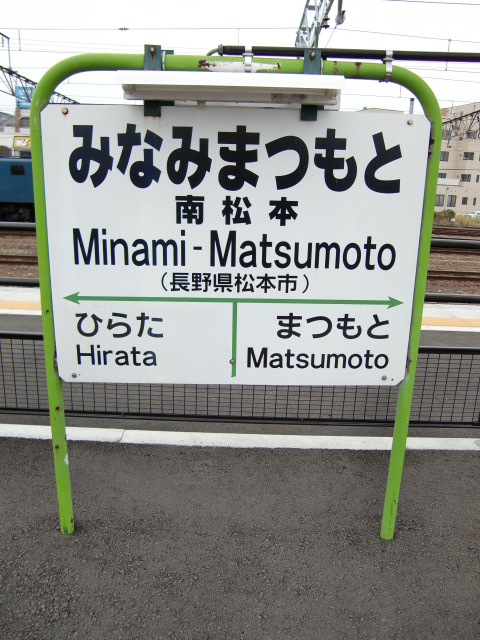 みなみまつもと
南松本
Minami-Matsumoto
（長野県松本市）
ひらた まつもと
Hirata Matsumoto